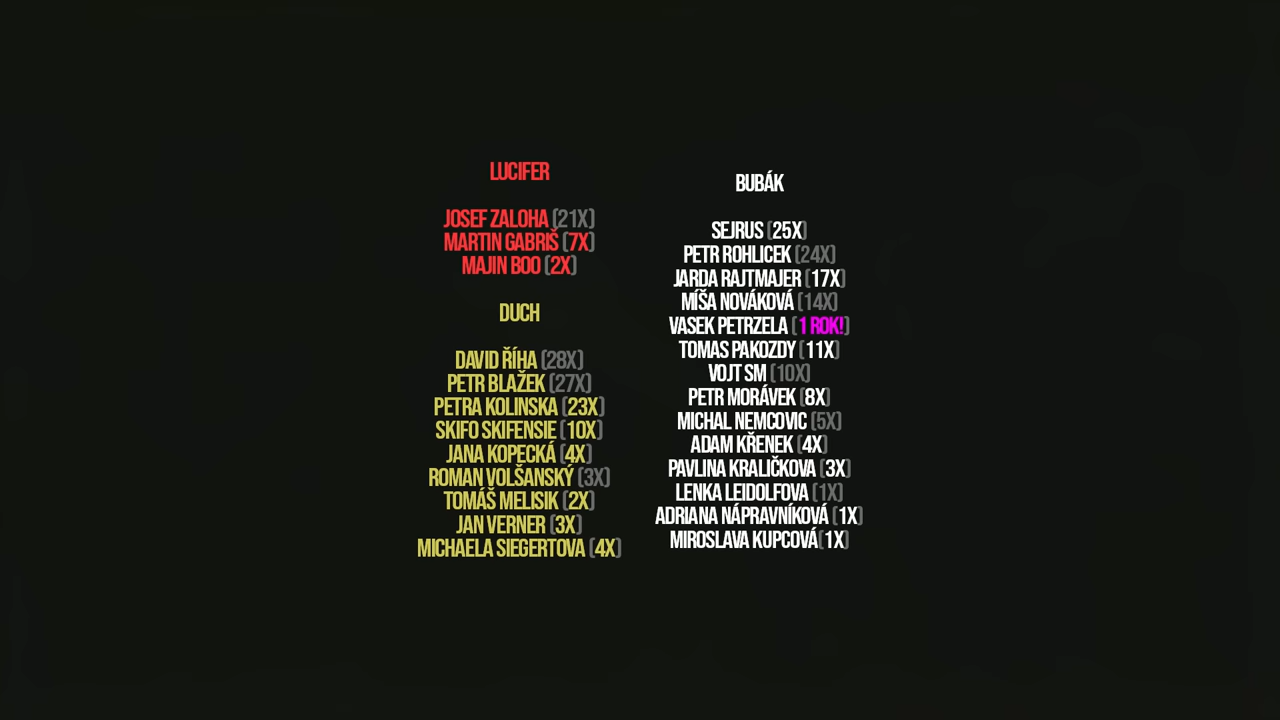 LUCIFER
JOSEF ZALOHA (21X)
MARTIN GABRIŠ (7X)
MAJIN BOO (2X)
DUCH
DAVID ŘÍHA (28X)
PETR BLAŽEK (27X)
PETRA KOLINSKA (23X)
SKIFO SKIFENSIE (10X)
JANA KOPECKÁ (4X)
ROMAN VOLŠANSKÝ (3X)
TOMÁŠ MELISIK (2X)
JAN VERNER (3X)
MICHAELA SIEGERTOVA (4X)
BUBÁK
SEJRUS (25X)
PETR ROHLICEK (24X)
JARDA RAJTMAJER (17X)
MÍŠA NOVÁKOVÁ (14X)
VASEK PETRZELA (1 ROK!)
TOMAS PAKOZDY (11X)
VOJT SM (10X)
PETR MORÁVEK (8X)
MICHAL NEMCOVIC (5X)
ADAM KŘENEK (4X)
PAVLINA KRALIČKOVA (3X)
LENKA LEIDOLFOVA (1X)
ADRIANA NÁPRAVNÍKOVÁ (1X)
MIROSLAVA KUPCOVÁ(1X)